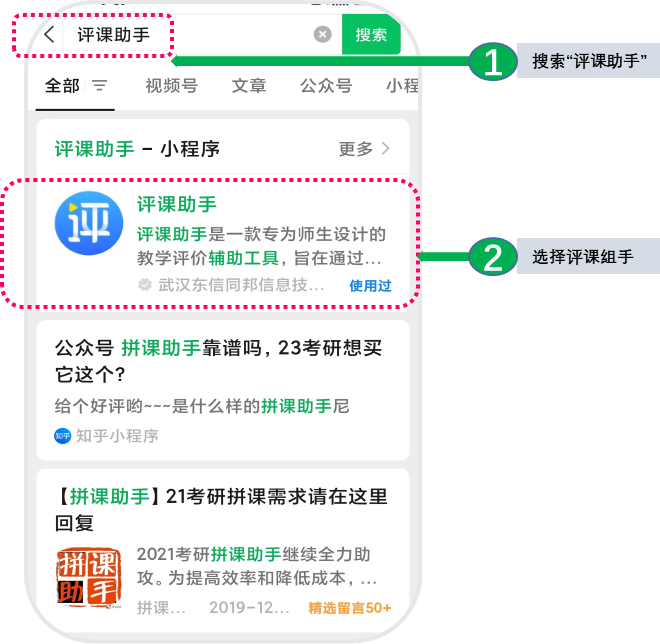 评课助手
搜索
1 搜索“评课助手”
全部 视频号 文章 公众号 小程
评课助手 - 小程序 更多
评
评课助手
评课助手是一款专为师生设计的
教学评价辅助工具，旨在通过...
武汉东信同邦信息技... 使用过
2 选择评课组手
公众号 拼课助手靠谱吗，23考研想买
它这个?
给个好评哟~~~是什么样的拼课助手尼
知乎 知乎小程序
【拼课助手】21考研拼课需求请在这里
回复
拼课
助手
2021考研拼课助手继续全力助
攻。为提高效率和降低成本，...
拼课... 2019-12... 精选留言50+